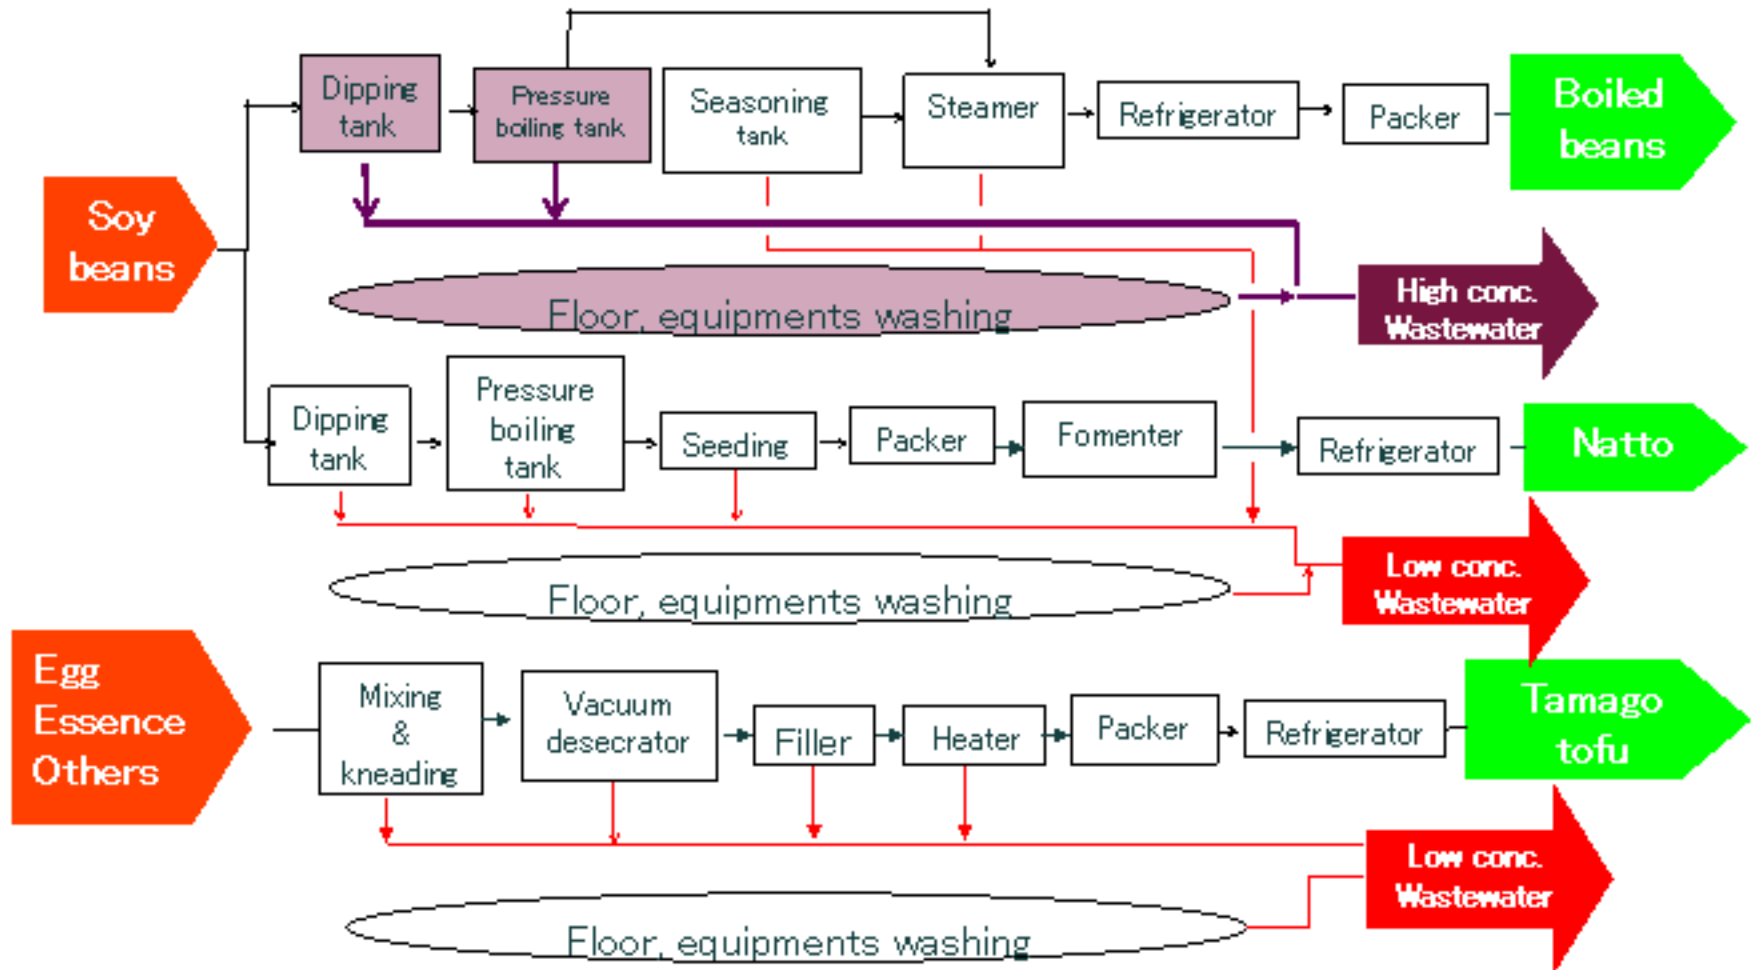 Dipping
tank
Pressure
boiling tank
Seasoning
tank
Steamer
Refrigerator
Packer
Boiled
beans
Soy
beans
Floor, equipments washing
High conc.
Wastewater
Dipping
tank
Pressure
boiling
tank
Seeding
Packer
Fomenter
Refrigerator
Natto
Floor, equipments washing
Low conc.
Wastewater
Egg
Essence
Others
Mixing
&
kneading
Vacuum
desecrator
Filler
Heater
Packer
Refrigerator
Tamago
tofu
Low conc.
Wastewater
Floor, equipments washing